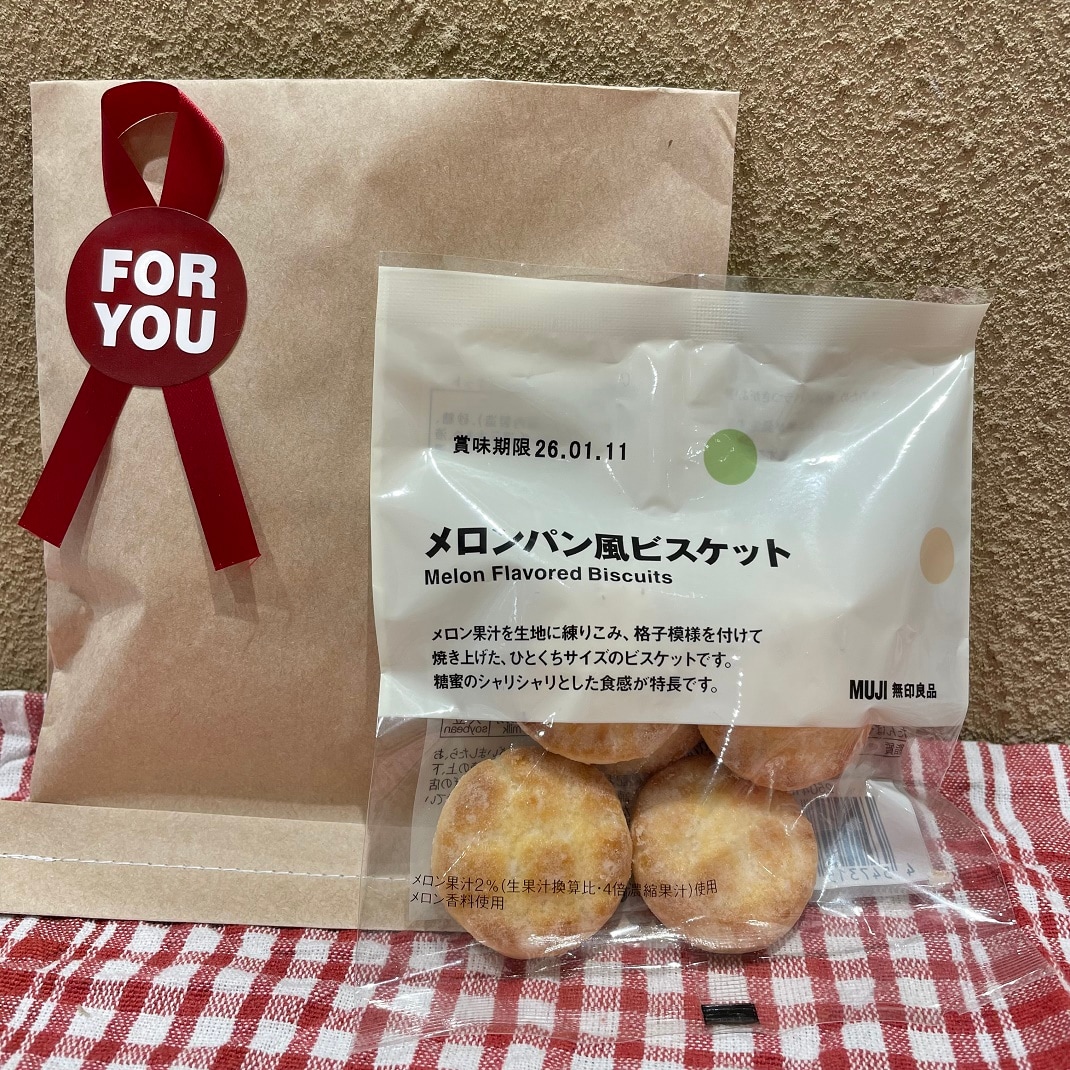 FOR
YOU
賞味期限26.01.11
メロンパン風ビスケット
Melon Flavored Biscuits
メロン果汁を生地に練りこみ、格子模様を付けて
焼き上げた、ひとくちサイズのビスケットです。
糖蜜のシャリシャリとした食感が特長です。
MUJI 無印良品
milk
soybean
メロン果汁2%(生果汁換算比・4倍濃縮果汁)使用
メロン香料使用